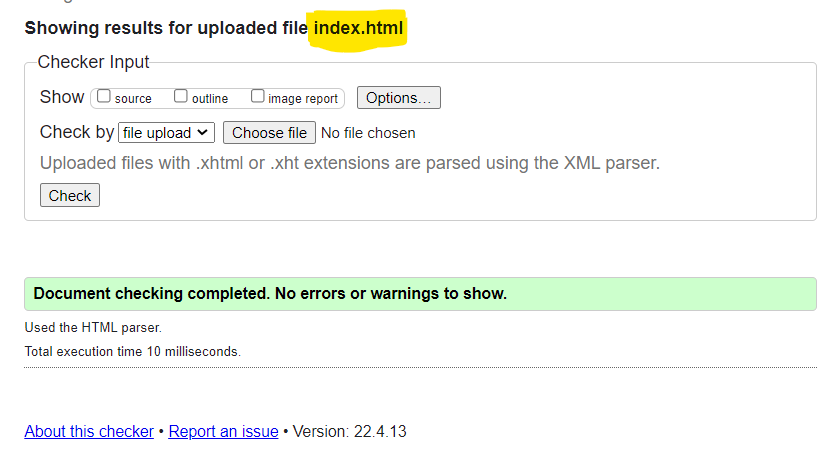 Showing results for uploaded file index.html
Checker Input
Show source outline image report Options...
Check by file upload Choose file No file chosen
Uploaded files with .xhtml or .xht extensions are parsed using the XML parser.
Check
Document checking completed. No errors or warnings to show.
Used the HTML parser.
Total execution time 10 milliseconds.
About this checker • Report an issue • Version: 22.4.13